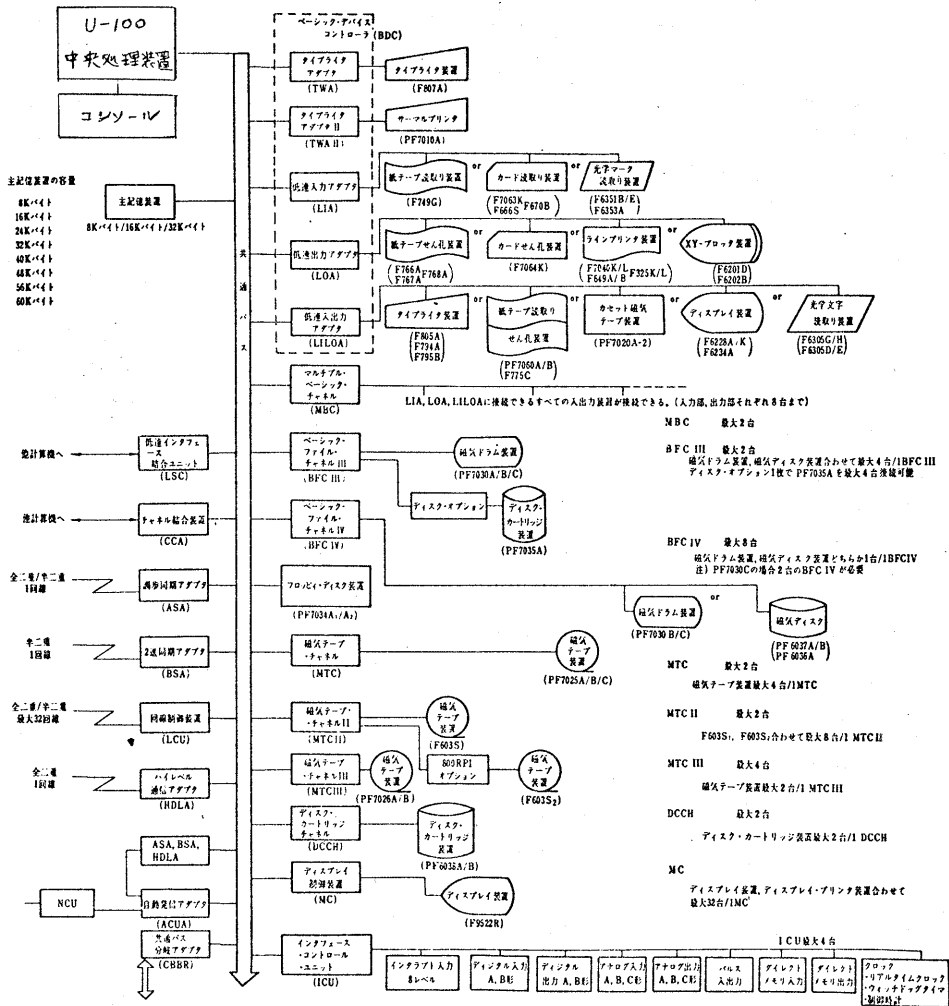 U-100
中央処理装置
コンソール
主記憶装置の容量
8Kバイト
16Kバイト
24Kバイト
32Kバイト
40Kバイト
48Kバイト
56Kバイト
60Kバイト
主記憶装置
8Kバイト/16Kバイト/32Kバイト
共通バス
ベーシック・デバイス
コントローラ(BDC)
タイプライタ
アダプタ
(TWA)
タイプライタ装置
(F807A)
タイプライタ
アダプタII
(TWA II)
サーマルプリンタ
(PF7010A)
低速入力アダプタ
(LIA)
紙テープ読取り装置
(F749G)
or
カード読取り装置
(F7063K F670B
F666S)
or
光学マーク
読取り装置
(F6351B/E
F6353A)
低速出力アダプタ
(LOA)
紙テープせん孔装置
(F766A F768A
F767A)
or
カードせん孔装置
(F7064K)
or
ラインプリンタ装置
(F7040K/L F325K/L
F649A/B)
or
XY-プロッタ装置
(F6201D
F6202B)
低速入出力
アダプタ
(LILOA)
タイプライタ装置
(F805A
F794A
F795B)
or
紙テープ読取り
せん孔装置
(PF7060A/B
F775C)
or
カセット磁気
テープ装置
(PF7020A-2)
or
ディスプレイ装置
(F6228A/K
F6234A)
or
光学文字
読取り装置
(F6305G/H
F6305D/E)
マルチプル・
ベーシック・
チャネル
(MBC)
LIA, LOA, LILOAに接続できるすべての入出力装置が接続できる。(入力部、出力部それぞれ8台まで)
MBC 最大2台
他計算機へ
低速インタフェ
ース
結合ユニット
(LSC)
ベーシック・
ファイル・
チャネルIII
(BFC III)
磁気ドラム装置
(PF7030A/B/C)
ディスク・オプション
ディスク・
カートリッジ
装置
(PF7035A)
BFC III 最大2台
磁気ドラム装置、磁気ディスク装置合わせて最大4台/1BFC III
ディスク・オプション1枚でPF7035Aを最大4台接続可能
他計算機へ
チャネル結合装置
(CCA)
ベーシック・
ファイル・
チャネルIV
(BFC IV)
BFC IV 最大8台
磁気ドラム装置、磁気ディスク装置どちらか1台/1BFCIV
注) PF7030Cの場合2台のBFC IVが必要
磁気ドラム装置
(PF7030 B/C)
or
磁気ディスク
(PF 6037A/B
PF 6036A)
全二重/半二重
1回線
調歩同期アダプタ
(ASA)
フロッピィ・ディスク装置
(PF7034A₁/A₂)
半二重
1回線
2進同期アダプタ
(BSA)
磁気テープ
・チャネル
(MTC)
磁気
テープ
装置
(PF7025A/B/C)
MTC 最大2台
磁気テープ装置最大4台/1MTC
全二重/半二重
最大32回線
回線制御装置
(LCU)
磁気テープ・
・チャネルII
(MTCII)
磁気
テープ
装置
(F603S)
800RPI
オプション
磁気
テープ
装置
(F603S₂)
MTC II 最大2台
F603S₁、F603S₂合わせて最大8台/1 MTC II
全二重
1回線
ハイレベル
通信アダプタ
(HDLA)
磁気テープ
・チャネルIII
(MTCIII)
磁気
テープ
装置
(PF7026A/B)
MTC III 最大4台
磁気テープ装置最大2台/1 MTC III
ディスク・
カートリッジ
チャネル
(DCCH)
ディスク・
カートリッジ
装置
(PF6038A/B)
DCCH 最大2台
ディスク・カートリッジ装置最大2台/1 DCCH
ASA, BSA,
HDLA
NCU
自動発信アダプタ
(ACUA)
ディスプレイ
制御装置
(MC)
ディスプレイ装置
(F9522R)
MC
ディスプレイ装置、ディスプレイ・プリンタ装置合わせて
最大32台/1MC
共通バス
分岐アダプタ
(CBBR)
インタフェース
・コントロール
・ユニット
(ICU)
ICU最大4台
インタラプト入力
8レベル
ディジタル入力
A, B形
ディジタル
出力 A, B形
アナログ入力
A, B, C形
アナログ出力
A, B, C形
パルス
入出力
ダイレクト
メモリ入力
ダイレクト
メモリ出力
クロック
・リアルタイムクロック
・ウォッチドッグタイマ
・制御時計